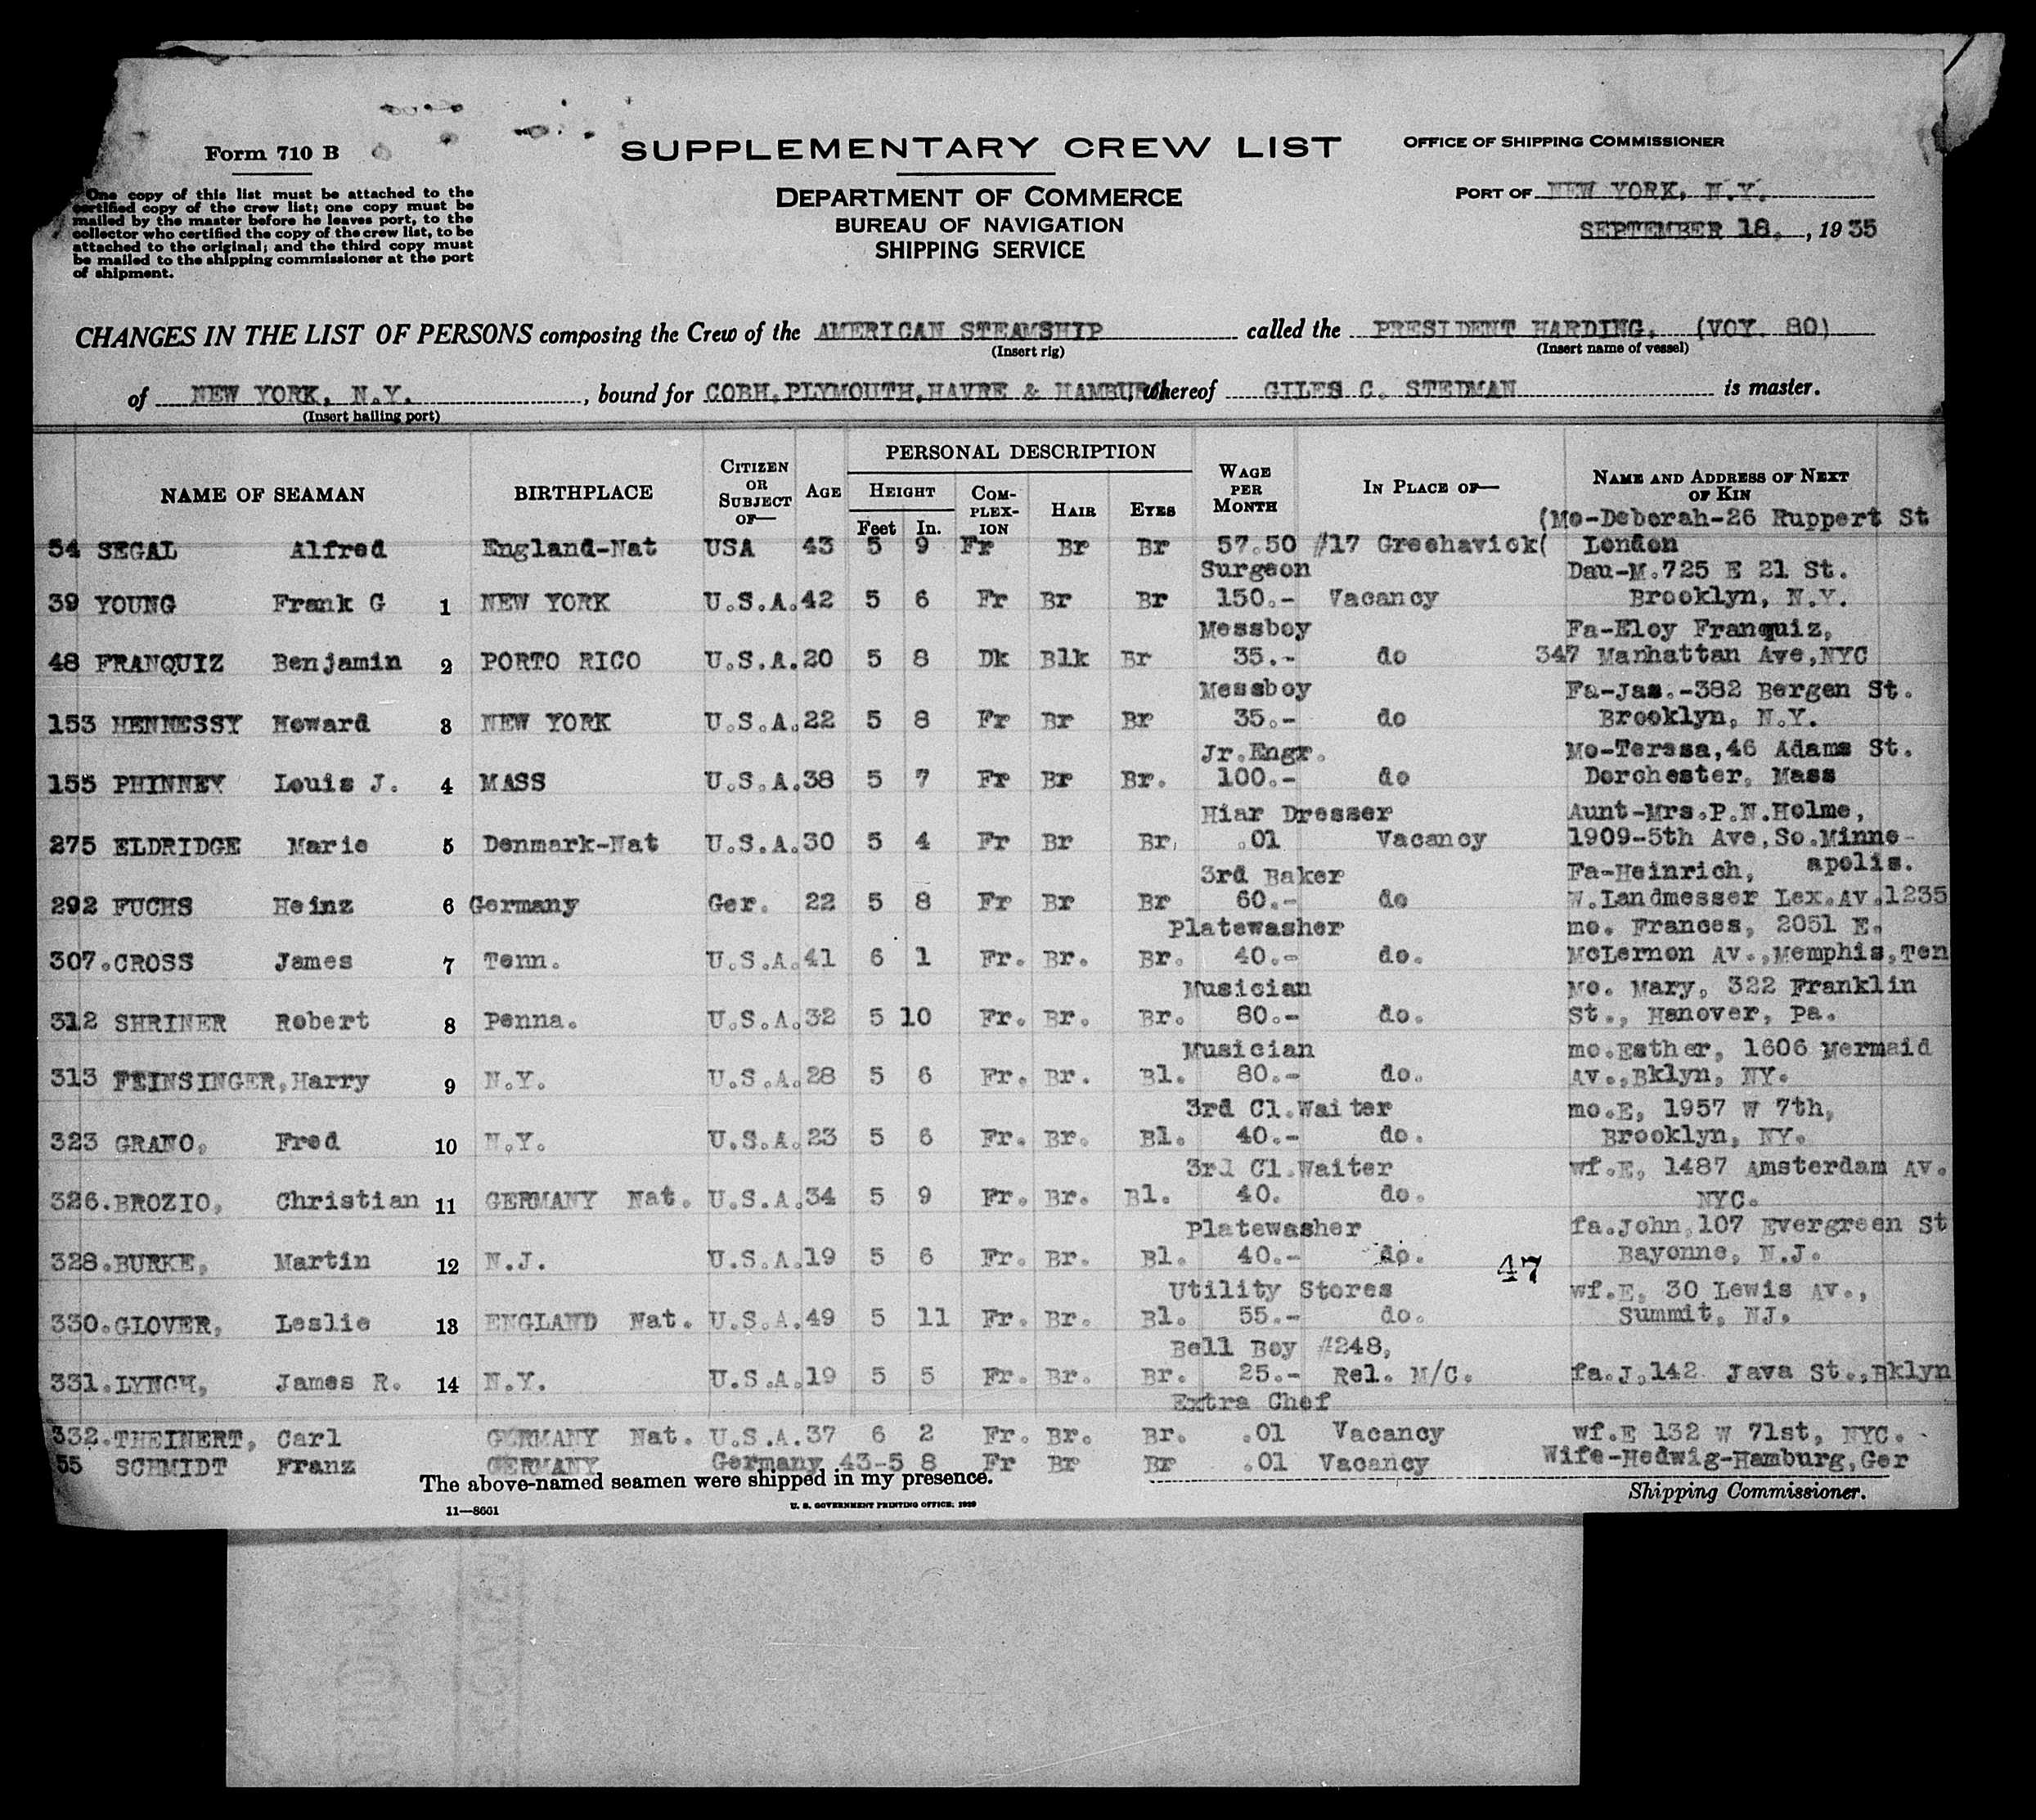 Form 710 B
SUPPLEMENTARY CREW LIST
OFFICE OF SHIPPING COMMISSIONER
One copy of this list must be attached to the
certified copy of the crew list; one copy must be
mailed by the master before he leaves port, to the
collector who certified the copy of the crew list, to be
attached to the original; and the third copy must
be mailed to the shipping commissioner at the port
of shipment.
DEPARTMENT OF COMMERCE
BUREAU OF NAVIGATION
SHIPPING SERVICE
PORT OF NEW YORK, N.Y.
SEPTEMBER 18, , 1935
CHANGES IN THE LIST OF PERSONS composing the Crew of the AMERICAN STEAMSHIP called the PRESIDENT HARDING, (VOY. 80)
(Insert rig) (Insert name of vessel)
of NEW YORK, N.Y. , bound for COBH,PLYMOUTH,HAVRE & HAMBURG, whereof GILES C. STEDMAN is master.
(Insert hailing port)
NAME OF SEAMAN BIRTHPLACE CITIZEN OR SUBJECT OF— AGE PERSONAL DESCRIPTION HEIGHT Feet In. COM-PLEX-ION HAIR EYES WAGE PER MONTH IN PLACE OF— NAME AND ADDRESS OF NEXT OF KIN
(Mo-Deborah-26 Ruppert St
54 SEGAL Alfred England-Nat USA 43 5 9 Fr Br Br 57.50 #17 Greehavick( London
Surgeon Dau-M.725 E 21 St.
39 YOUNG Frank G 1 NEW YORK U.S.A. 42 5 6 Fr Br Br 150.- Vacancy Brooklyn, N.Y.
Messboy Fa-Eloy Franquiz,
48 FRANQUIZ Benjamin 2 PORTO RICO U.S.A. 20 5 8 Dk Blk Br 35.- do 347 Manhattan Ave,NYC
Messboy Fa-Jas.-382 Bergen St.
153 HENNESSY Howard 3 NEW YORK U.S.A. 22 5 8 Fr Br Br 35.- do Brooklyn, N.Y.
Jr.Engr. Mo-Teresa,46 Adams St.
155 PHINNEY Louis J. 4 MASS U.S.A. 38 5 7 Fr Br Br. 100.- do Dorchester, Mass
Hiar Dresser Aunt-Mrs.P.N.Holme,
275 ELDRIDGE Marie 5 Denmark-Nat U.S.A. 30 5 4 Fr Br Br, .01 Vacancy 1909-5th Ave,So.Minne-
3rd Baker Fa-Heinrich, apolis.
292 FUCHS Heinz 6 Germany Ger. 22 5 8 Fr Br Br 60.- do W.Landmesser Lex.Av.1235
Platewasher mo. Frances, 2051 E.
307.CROSS James 7 Tenn. U.S.A. 41 6 1 Fr. Br. Br. 40.- do. McLernon Av.,Memphis,Ten
Musician Mo. Mary, 322 Franklin
312 SHRINER Robert 8 Penna. U.S.A. 32 5 10 Fr. Br. Br. 80.- do. St., Hanover, Pa.
Musician mo.Esther, 1606 Mermaid
313 FEINSINGER,Harry 9 N.Y. U.S.A. 28 5 6 Fr. Br. Bl. 80.- do. Av.,Bklyn, NY.
3rd Cl.Waiter mo.E, 1957 W 7th,
323 GRANO, Fred 10 N.Y. U.S.A. 23 5 6 Fr. Br. Bl. 40.- do. Brooklyn, NY.
3rd Cl.Waiter wf.E, 1487 Amsterdam Av.
326.BROZIO, Christian 11 GERMANY Nat. U.S.A. 34 5 9 Fr. Br. Bl. 40. do. NYC.
Platewasher fa.John,107 Evergreen St
328.BURKE, Martin 12 N.J. U.S.A. 19 5 6 Fr. Br. Bl. 40.- do. Bayonne, N.J.
47
Utility Stores wf.E, 30 Lewis Av.,
330.GLOVER, Leslie 13 ENGLAND Nat. U.S.A. 49 5 11 Fr. Br. Bl. 55.- do. Summit, NJ.
Bell Boy #248,
331.LYNCH, James R. 14 N.Y. U.S.A. 19 5 5 Fr. Br. Br. 25.- Rel. M/C. fa.J,142 Java St.,Bklyn
Extra Chef
332.THEINERT, Carl GERMANY Nat. U.S.A. 37 6 2 Fr. Br. Br. .01 Vacancy wf.E 132 W 71st, NYC.
55 SCHMIDT Franz GERMANY Germany 43-5 8 Fr Br Br .01 Vacancy Wife-Hedwig-Hamburg,Ger
The above-named seamen were shipped in my presence.
Shipping Commissioner.
11—8661 U. S. GOVERNMENT PRINTING OFFICE: 1929